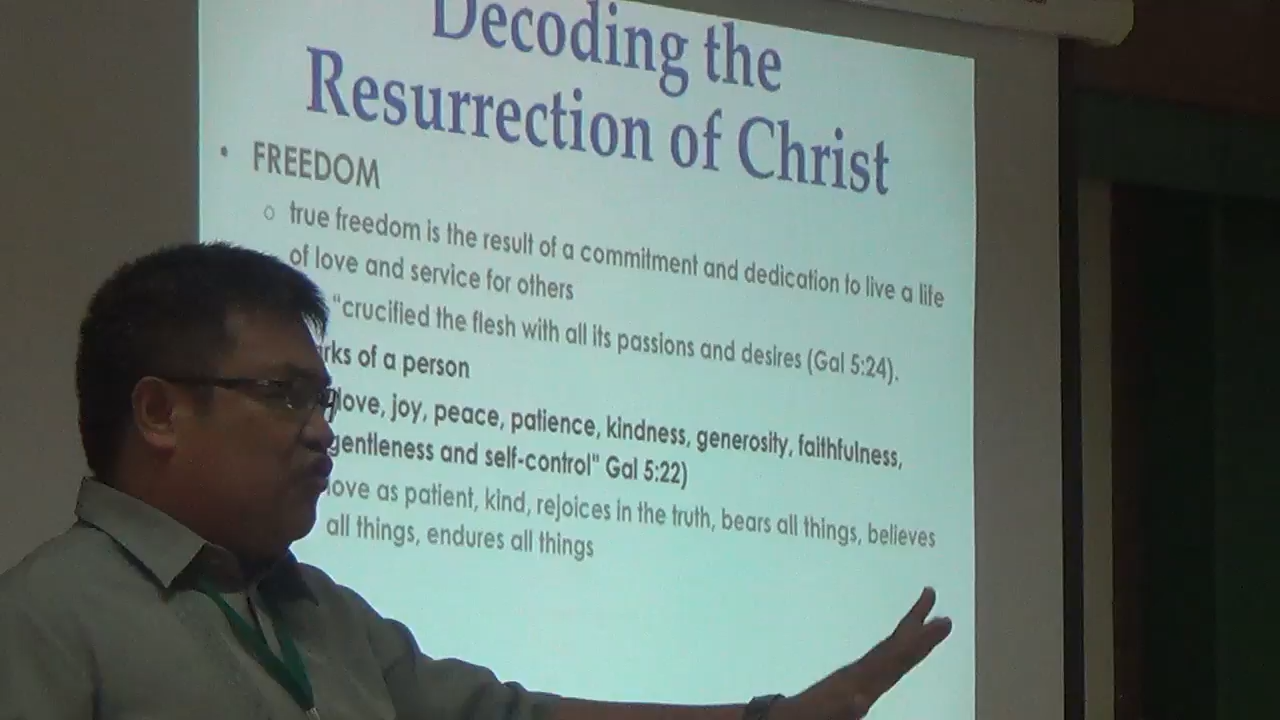 Decoding the
Resurrection of Christ
• FREEDOM
o true freedom is the result of a commitment and dedication to live a life
of love and service for others
"crucified the flesh with all its passions and desires (Gal 5:24).
of a person
love, joy, peace, patience, kindness, generosity, faithfulness,
gentleness and self-control" Gal 5:22)
love as patient, kind, rejoices in the truth, bears all things, believes
all things, endures all things